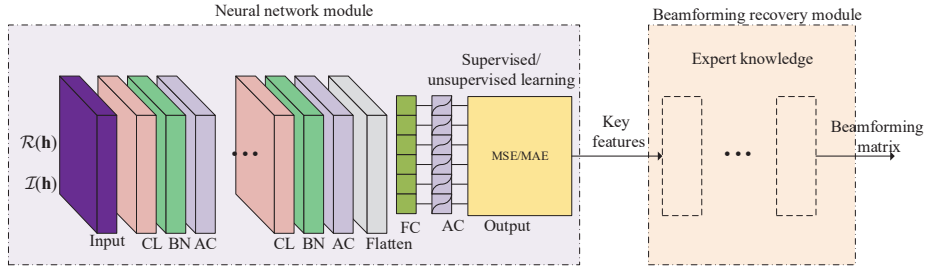 Neural network module
Beamforming recovery module
Supervised/
unsupervised learning
Expert knowledge
ℛ(𝐡)
ℐ(𝐡)
MSE/MAE
Key
features
Beamforming
matrix
Input
CL
BN
AC
CL
BN
AC
Flatten
FC
AC
Output